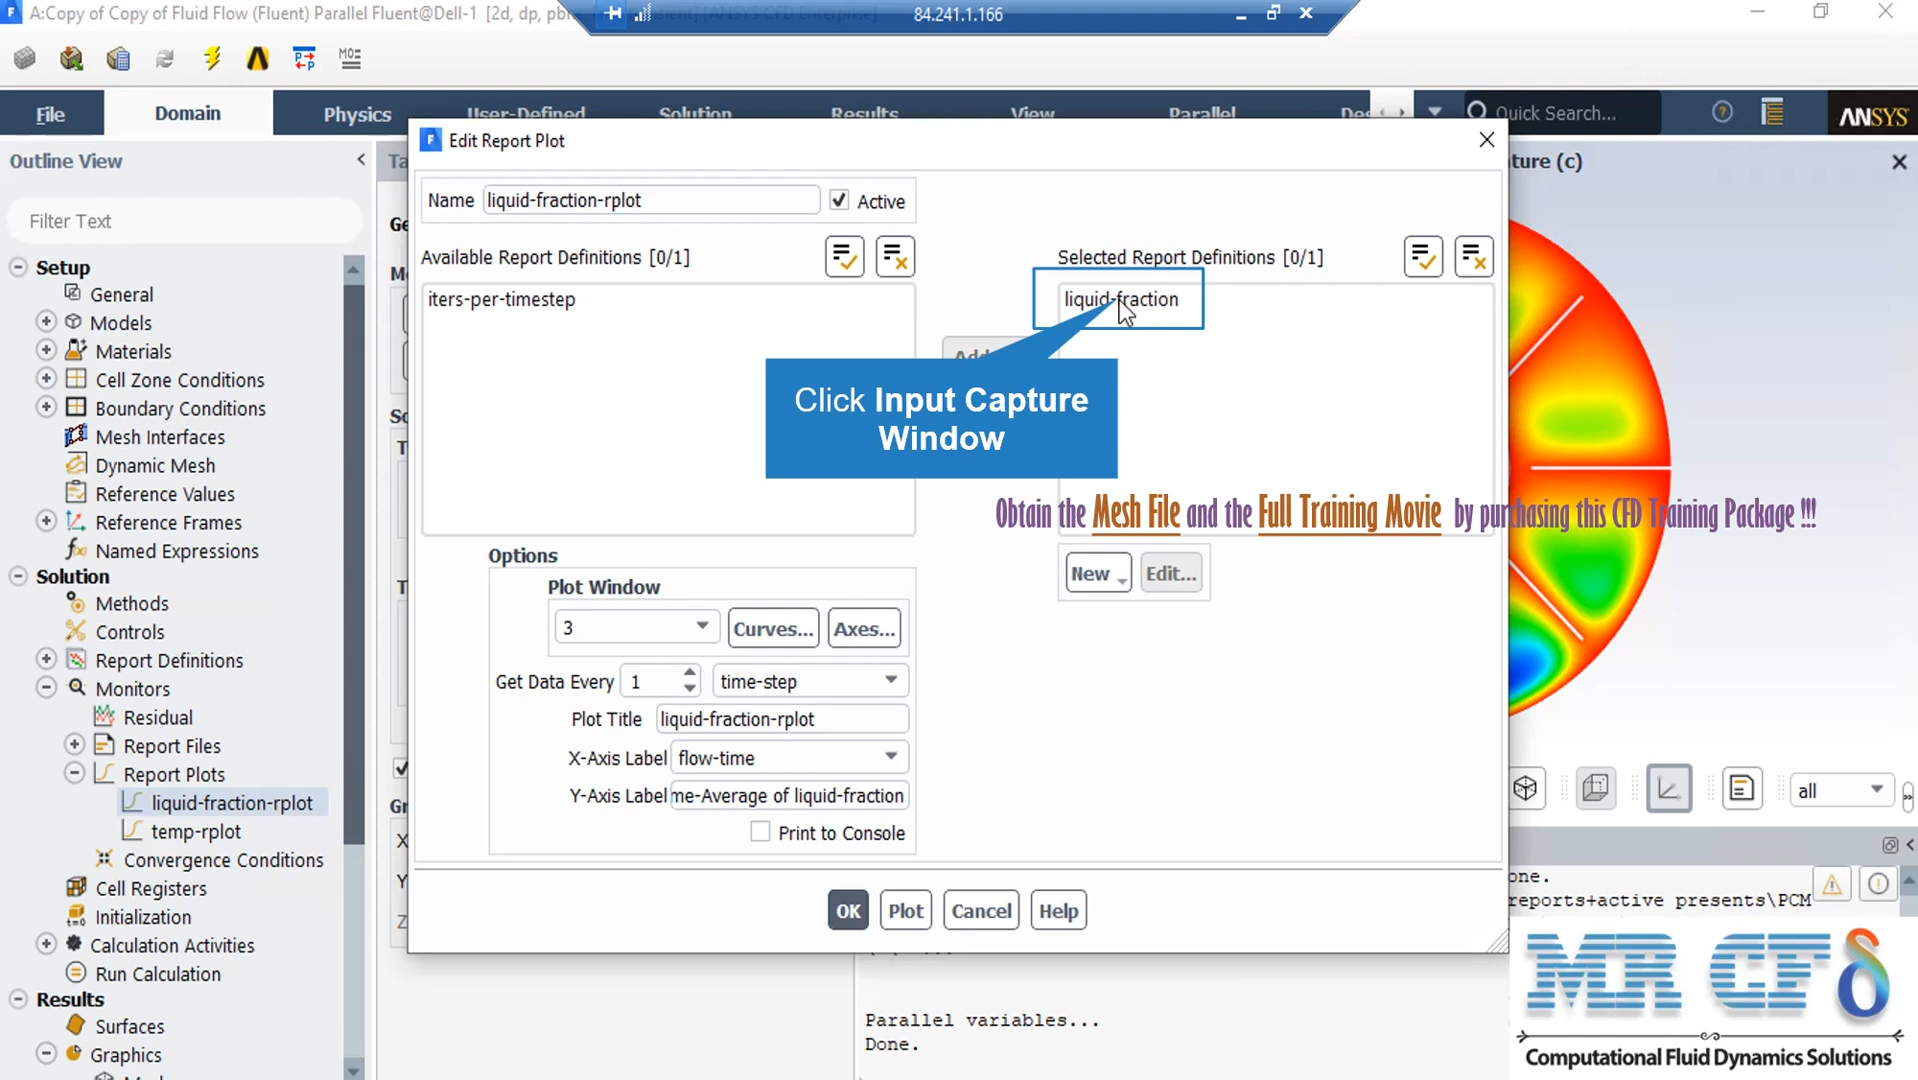 A:Copy of Copy of Fluid Flow (Fluent) Parallel Fluent@Dell-1 [2d, dp, pbns,
84.241.1.166
File
Domain
Physics
User-Defined
Solution
Results
View
Parallel
Quick Search...
ANSYS
Outline View
Filter Text
Setup
General
Models
Materials
Cell Zone Conditions
Boundary Conditions
Mesh Interfaces
Dynamic Mesh
Reference Values
Reference Frames
Named Expressions
Solution
Methods
Controls
Report Definitions
Monitors
Residual
Report Files
Report Plots
liquid-fraction-rplot
temp-rplot
Convergence Conditions
Cell Registers
Initialization
Calculation Activities
Run Calculation
Results
Surfaces
Graphics
Edit Report Plot
Name liquid-fraction-rplot Active
Available Report Definitions [0/1]
iters-per-timestep
Selected Report Definitions [0/1]
liquid-fraction
Click Input Capture
Window
Obtain the Mesh File and the Full Training Movie by purchasing this CFD Training Package !!!
New
Edit...
Options
Plot Window
3 Curves... Axes...
Get Data Every 1 time-step
Plot Title liquid-fraction-rplot
X-Axis Label flow-time
Y-Axis Label me-Average of liquid-fraction
Print to Console
OK Plot Cancel Help
ture (c)
all
one.
reports+active presents\PCM
Parallel variables...
Done.
MR CFD
Computational Fluid Dynamics Solutions